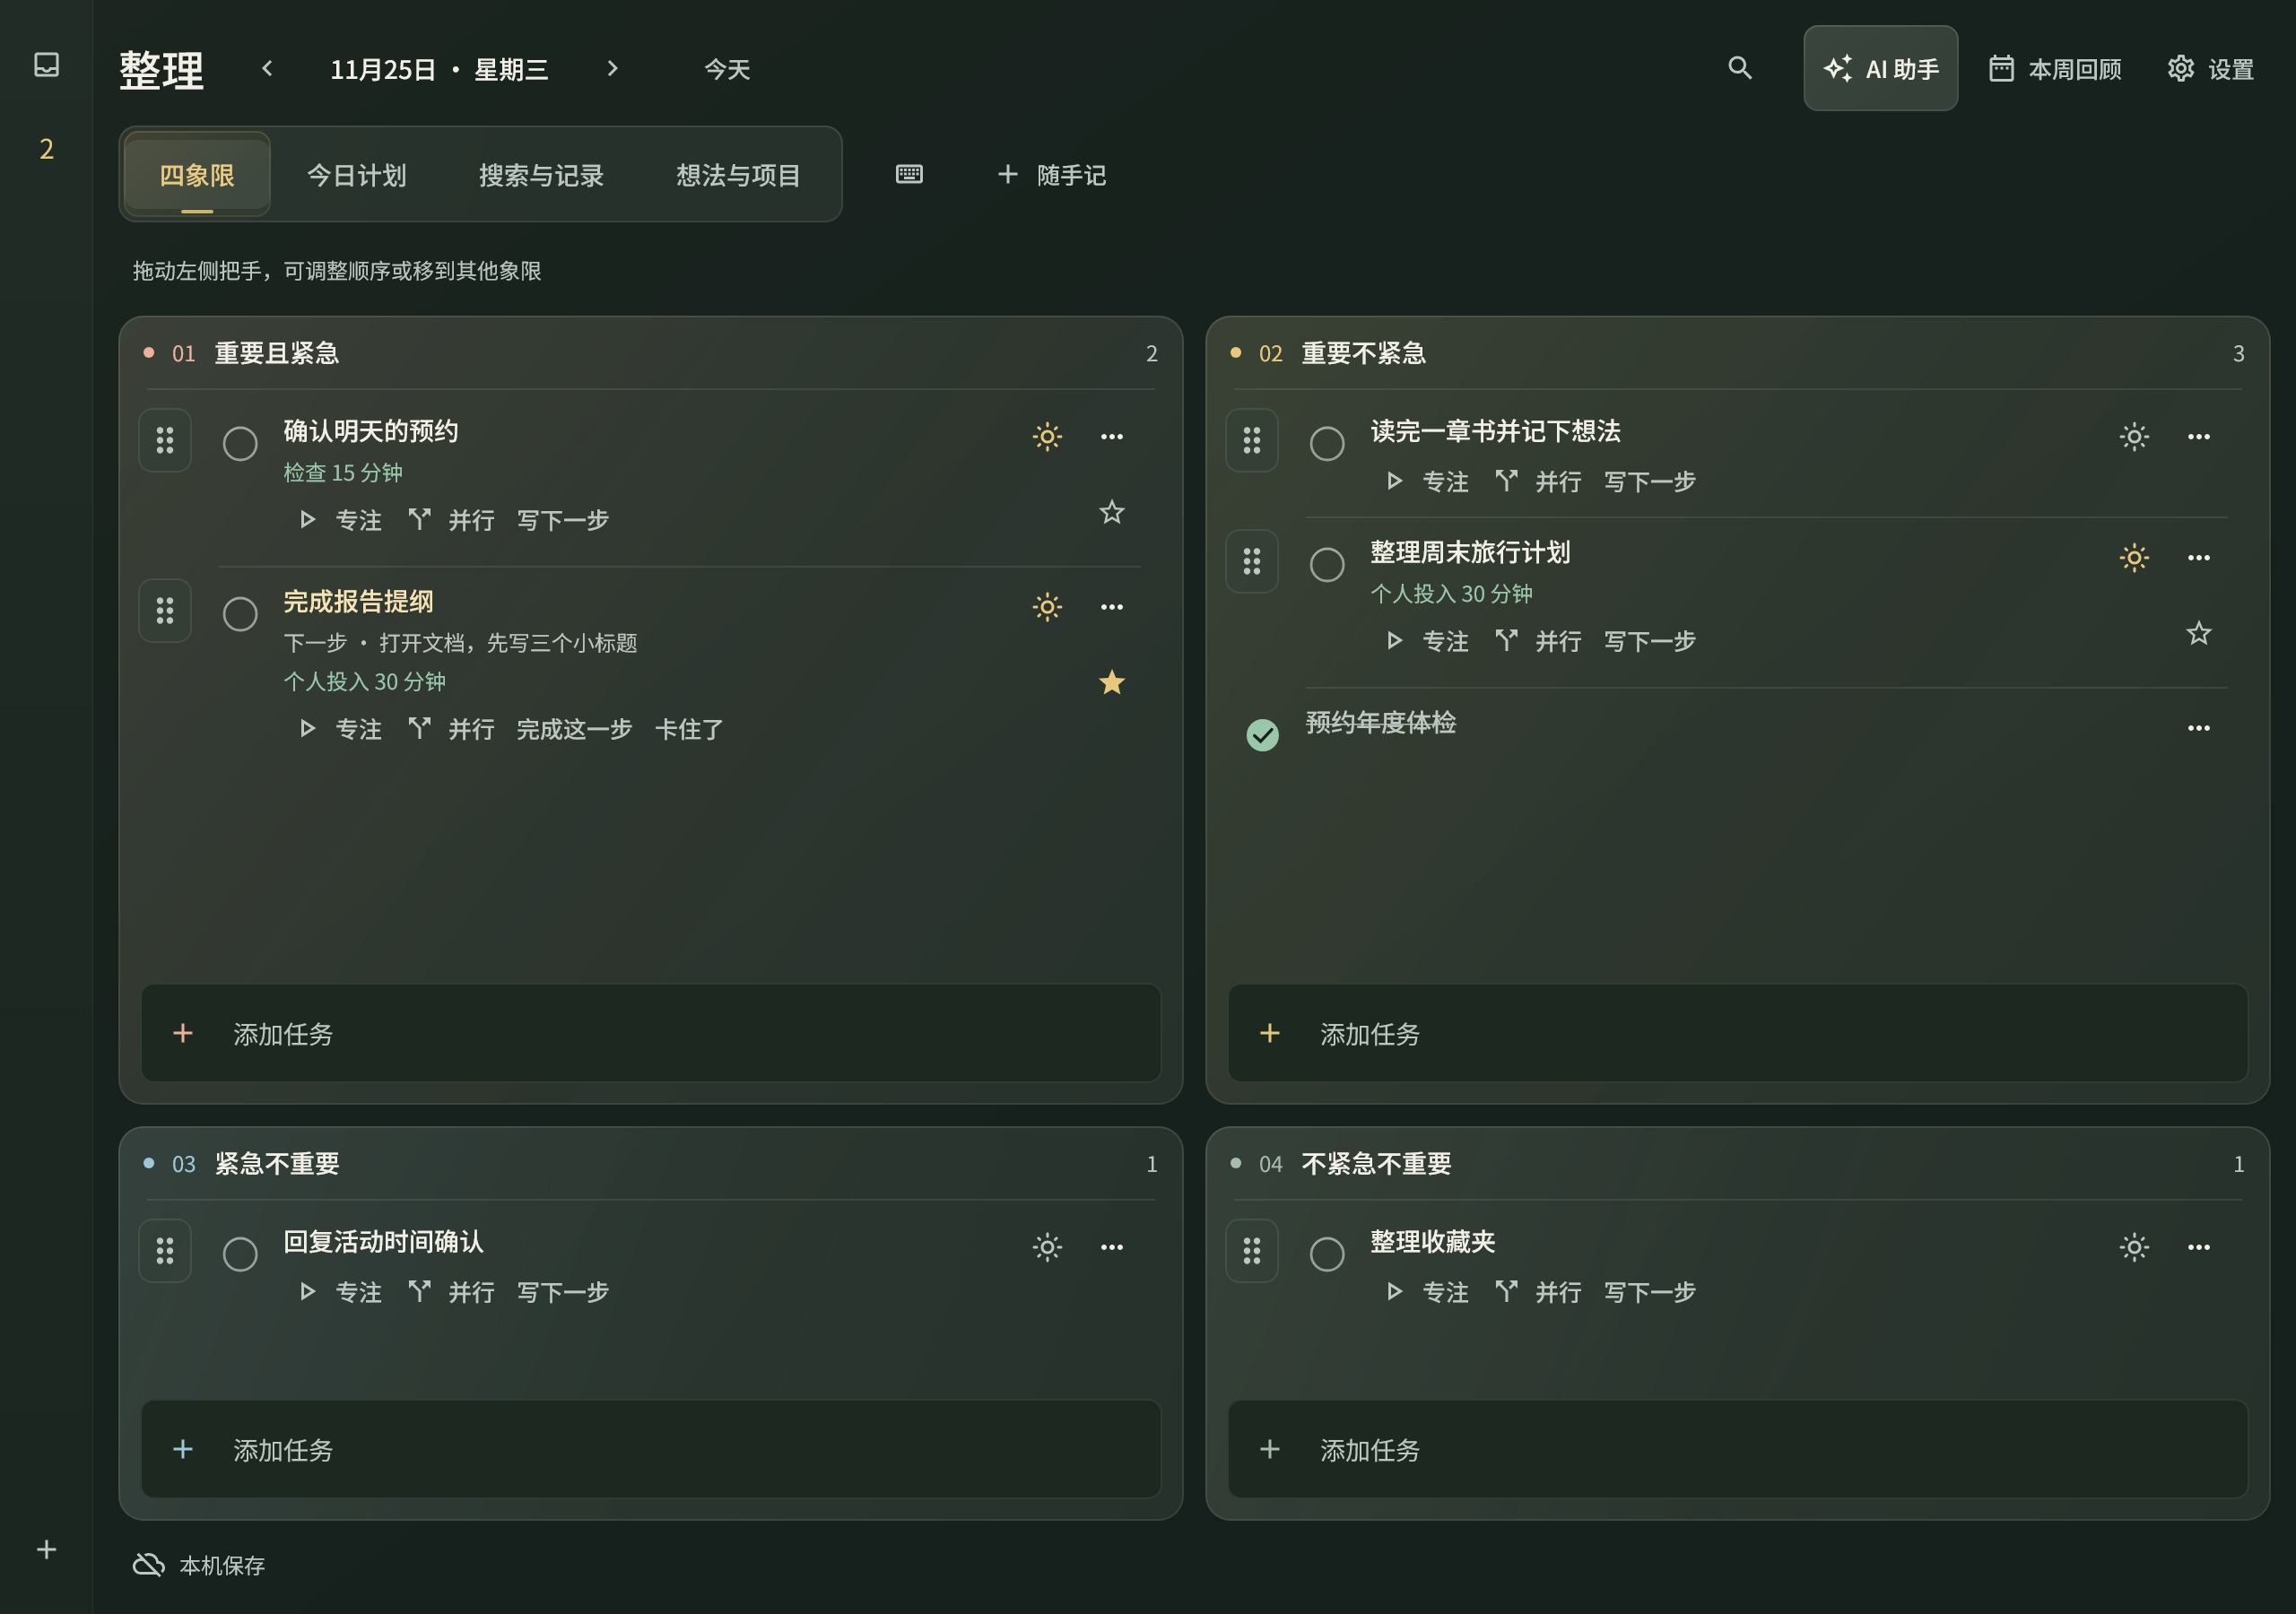 整理
11月25日 · 星期三
今天
AI 助手
本周回顾
设置
2
四象限
今日计划
搜索与记录
想法与项目
随手记
拖动左侧把手，可调整顺序或移到其他象限
01 重要且紧急 2
确认明天的预约
检查 15 分钟
专注 并行 写下一步
完成报告提纲
下一步 · 打开文档，先写三个小标题
个人投入 30 分钟
专注 并行 完成这一步 卡住了
添加任务
02 重要不紧急 3
读完一章书并记下想法
专注 并行 写下一步
整理周末旅行计划
个人投入 30 分钟
专注 并行 写下一步
预约年度体检
添加任务
03 紧急不重要 1
回复活动时间确认
专注 并行 写下一步
添加任务
04 不紧急不重要 1
整理收藏夹
专注 并行 写下一步
添加任务
本机保存